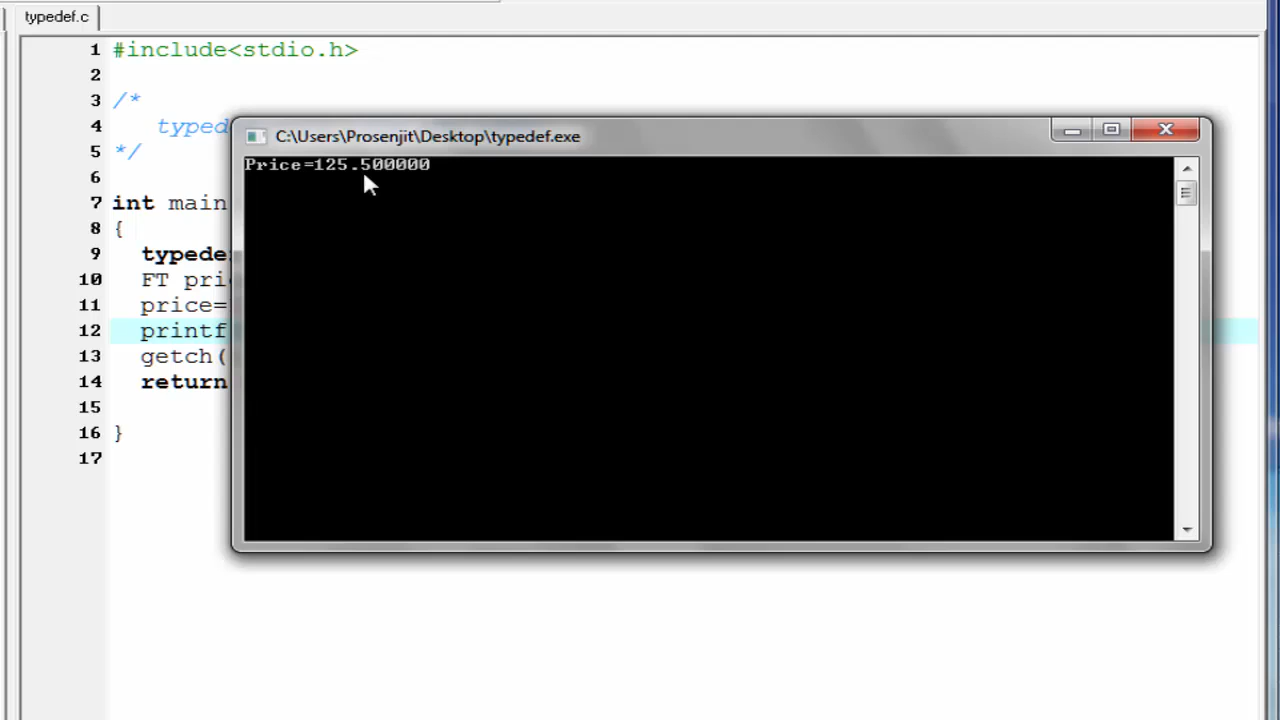 typedef.c
1 #include<stdio.h>
2
3 /*
4 typed
5 */
6
7 int main
8 {
9 typede
10 FT pri
11 price=
12 printf
13 getch(
14 return
15
16 }
17
C:\Users\Prosenjit\Desktop\typedef.exe
Price=125.500000